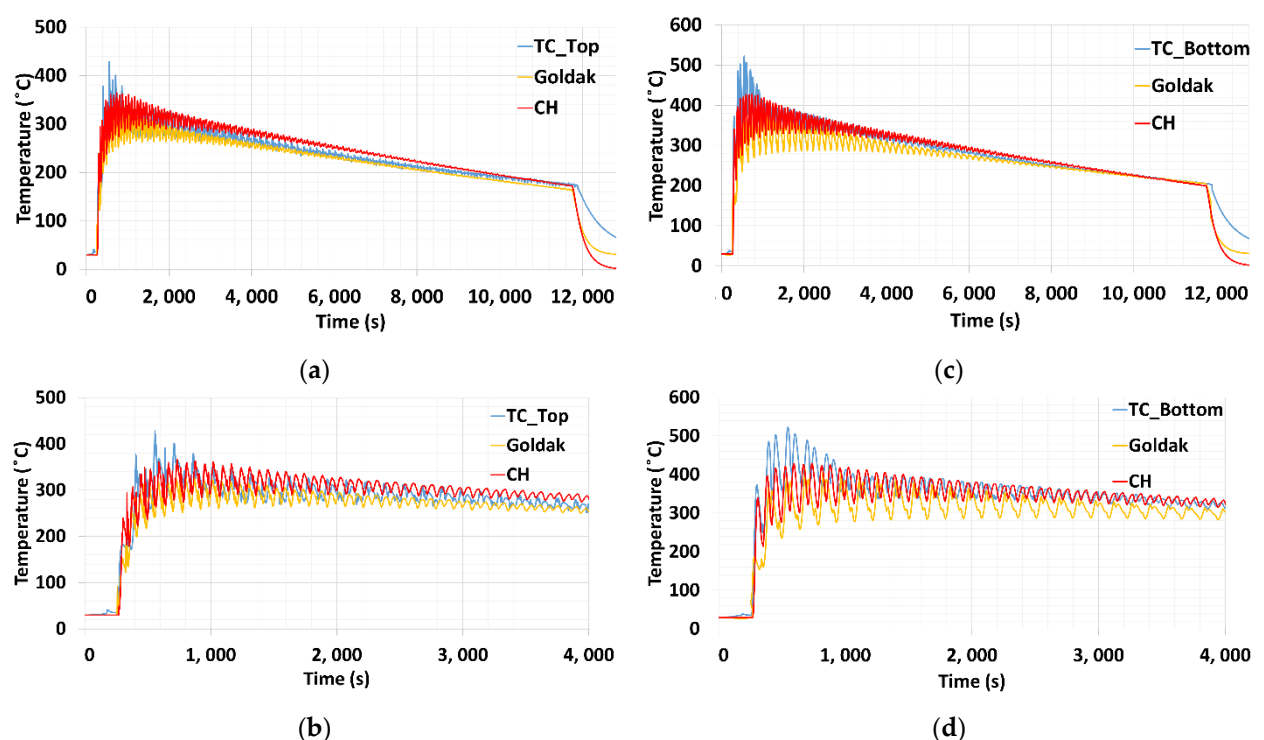 500
400
300
200
100
0
Temperature (˚C)
TC_Top
Goldak
CH
0 2, 000 4, 000 6, 000 8, 000 10, 000 12, 000
Time (s)
(a)
600
500
400
300
200
100
0
Temperature (˚C)
TC_Bottom
Goldak
CH
0 2, 000 4, 000 6, 000 8, 000 10, 000 12, 000
Time (s)
(c)
500
400
300
200
100
0
Temperature (˚C)
TC_Top
Goldak
CH
0 1, 000 2, 000 3, 000 4, 000
Time (s)
(b)
600
500
400
300
200
100
0
Temperature (˚C)
TC_Bottom
Goldak
CH
0 1, 000 2, 000 3, 000 4, 000
Time (s)
(d)